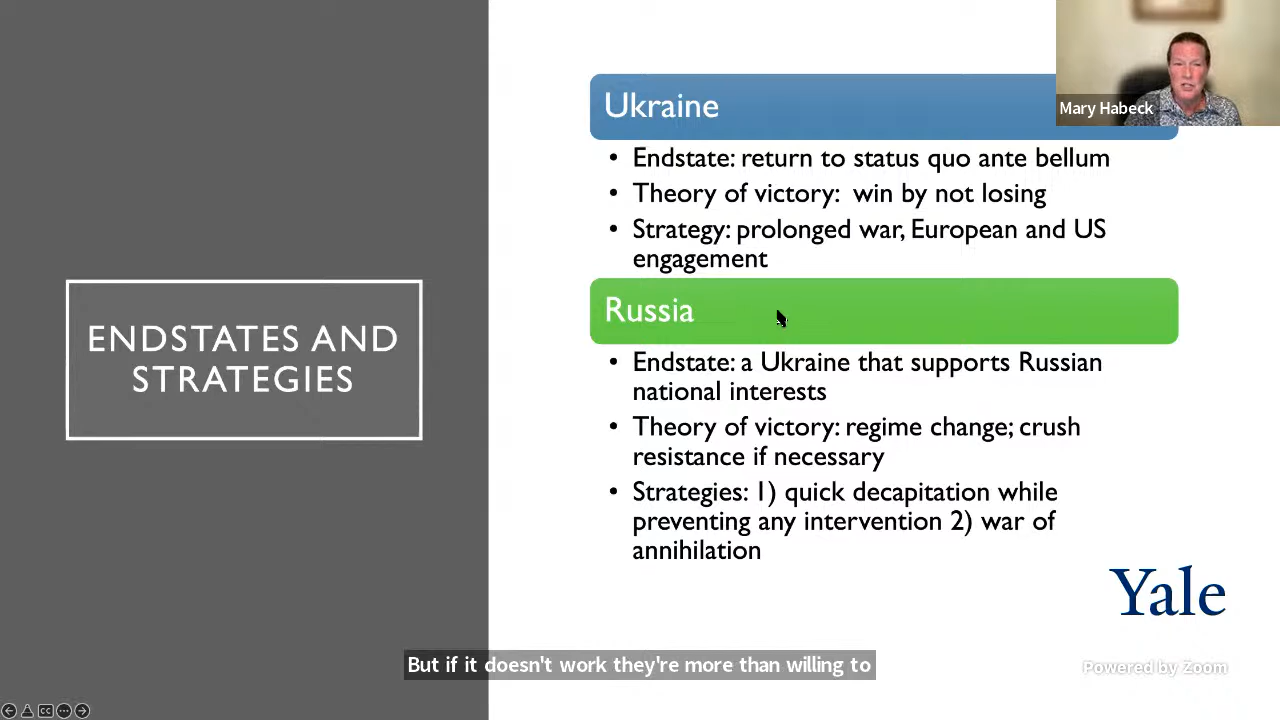 ENDSTATES AND
STRATEGIES
Ukraine
• Endstate: return to status quo ante bellum
• Theory of victory:  win by not losing
• Strategy: prolonged war, European and US
engagement
Russia
• Endstate: a Ukraine that supports Russian
national interests
• Theory of victory: regime change; crush
resistance if necessary
• Strategies: 1) quick decapitation while
preventing any intervention 2) war of
annihilation
Mary Habeck
Yale
But if it doesn't work they're more than willing to
Powered by Zoom
CC